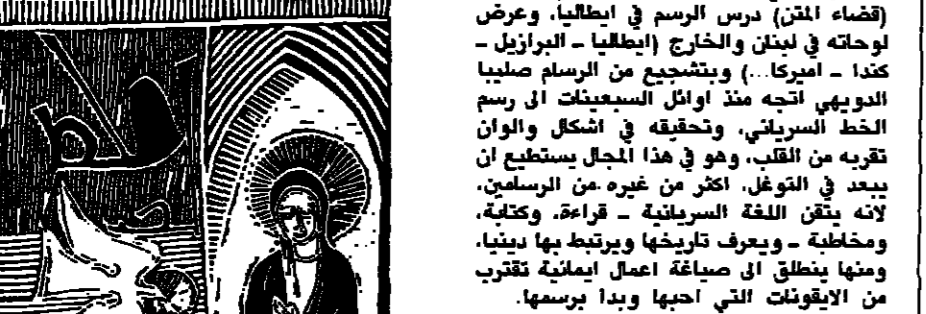 (قضاء المتن) درس الرسم في ايطاليا، وعرض
لوحاته في لبنان والخارج (ايطاليا - البرازيل -
كندا - اميركا...) وبتشجيع من الرسام صليبا
الدويهي اتجه منذ اوائل السبعينات الى رسم
الخط السرياني، وتحقيقه في اشكال والوان
تقربه من القلب، وهو في هذا المجال يستطيع ان
يبعد في التوغل، اكثر من غيره من الرسامين،
لانه يتقن اللغة السريانية - قراءة، وكتابة،
ومخاطبة - ويعرف تاريخها ويرتبط بها دينيا،
ومنها ينطلق الى صياغة اعمال ايمانية تقترب
من الايقونات التي احبها وبدا برسمها.